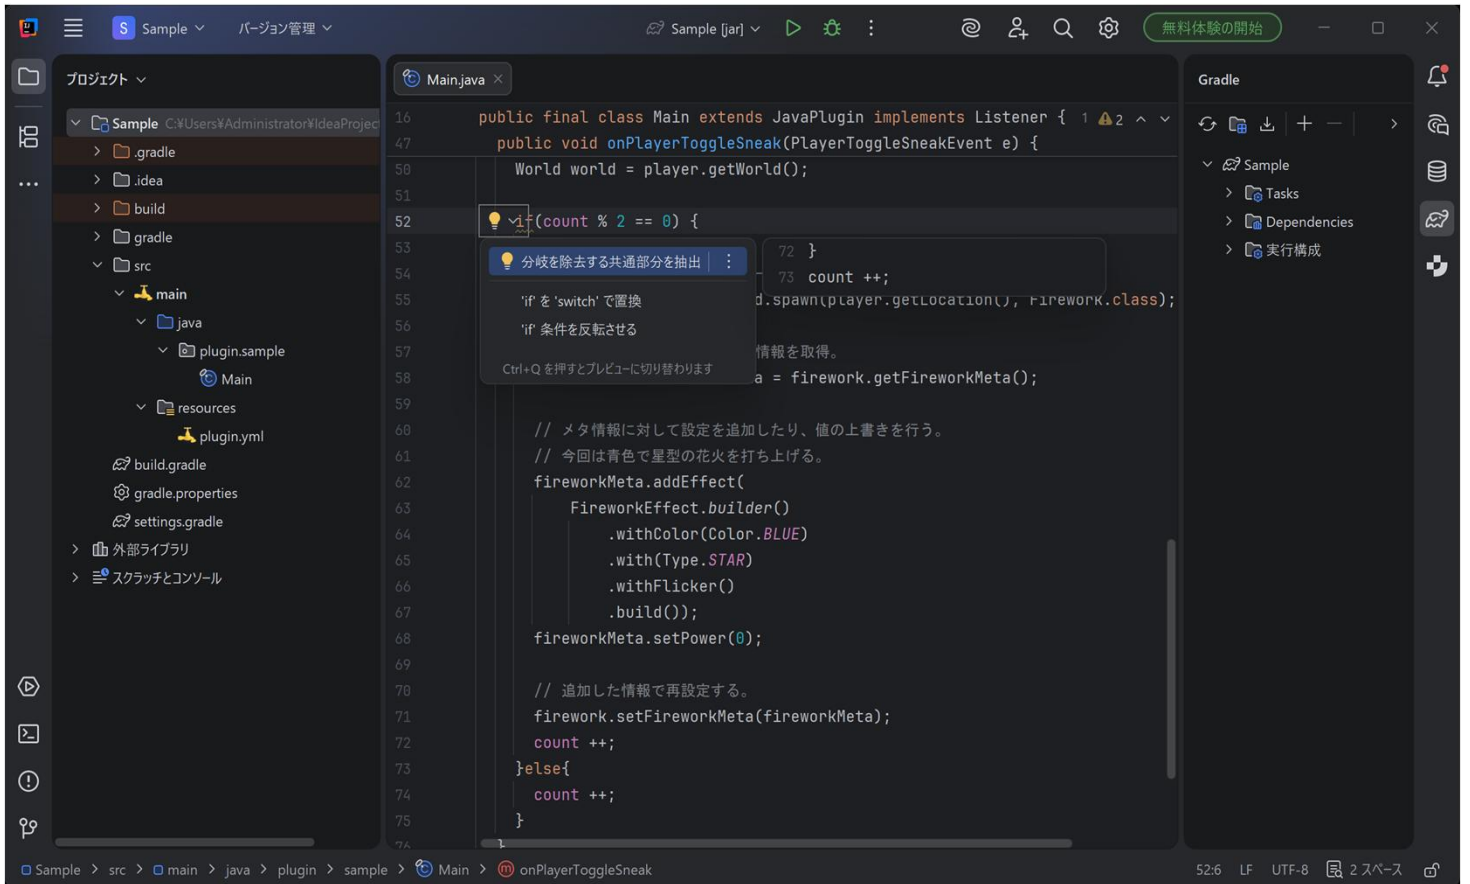 S Sample バージョン管理 Sample [jar] 無料体験の開始
プロジェクト
Sample C:¥Users¥Administrator¥IdeaProjec
.gradle
.idea
build
gradle
src
main
java
plugin.sample
Main
resources
plugin.yml
build.gradle
gradle.properties
settings.gradle
外部ライブラリ
スクラッチとコンソール
Main.java
16 public final class Main extends JavaPlugin implements Listener { 1 2
47 public void onPlayerToggleSneak(PlayerToggleSneakEvent e) {
50 World world = player.getWorld();
51
52 if(count % 2 == 0) {
53
54
55 d.spawn(player.getLocation(), Firework.class);
56
57 情報を取得。
58 a = firework.getFireworkMeta();
59
60 // メタ情報に対して設定を追加したり、値の上書きを行う。
61 // 今回は青色で星型の花火を打ち上げる。
62 fireworkMeta.addEffect(
63 FireworkEffect.builder()
64 .withColor(Color.BLUE)
65 .with(Type.STAR)
66 .withFlicker()
67 .build());
68 fireworkMeta.setPower(0);
69
70 // 追加した情報で再設定する。
71 firework.setFireworkMeta(fireworkMeta);
72 count ++;
73 }else{
74 count ++;
75 }
76 }
分岐を除去する共通部分を抽出
'if' を 'switch' で置換
'if' 条件を反転させる
Ctrl+Q を押すとプレビューに切り替わります
72 }
73 count ++;
Gradle
Sample
Tasks
Dependencies
実行構成
Sample > src > main > java > plugin > sample > Main > onPlayerToggleSneak
52:6 LF UTF-8 2 スペース